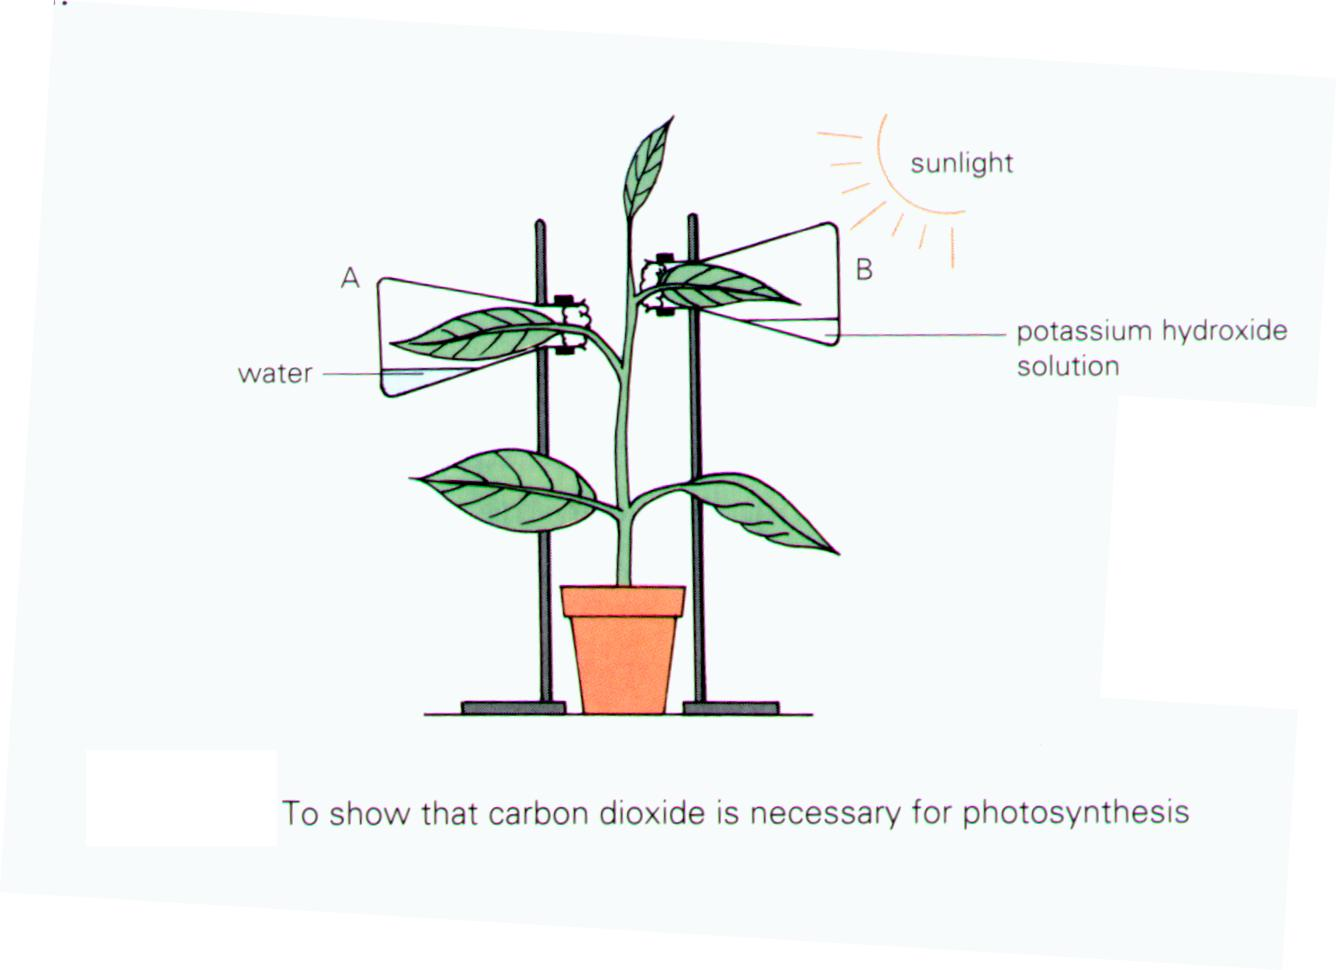 sunlight
A
B
potassium hydroxide
solution
water
To show that carbon dioxide is necessary for photosynthesis